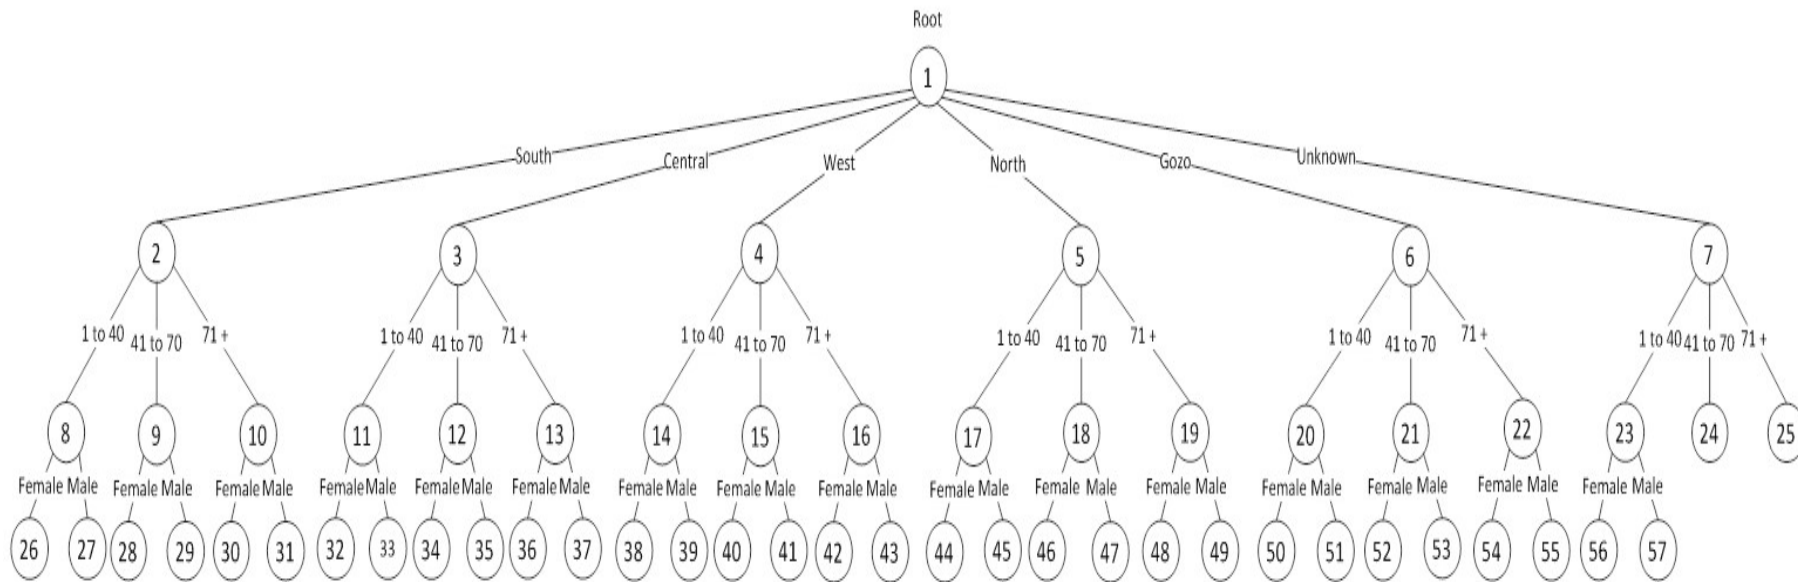 Root
1
South Central West North Gozo Unknown
2 3 4 5 6 7
1 to 40 41 to 70 71 + 1 to 40 41 to 70 71 + 1 to 40 41 to 70 71 + 1 to 40 41 to 70 71 + 1 to 40 41 to 70 71 + 1 to 40 41 to 70 71 +
8 9 10 11 12 13 14 15 16 17 18 19 20 21 22 23 24 25
Female Male Female Male Female Male Female Male Female Male Female Male Female Male Female Male Female Male Female Male Female Male Female Male Female Male Female Male Female Male Female Male
26 27 28 29 30 31 32 33 34 35 36 37 38 39 40 41 42 43 44 45 46 47 48 49 50 51 52 53 54 55 56 57